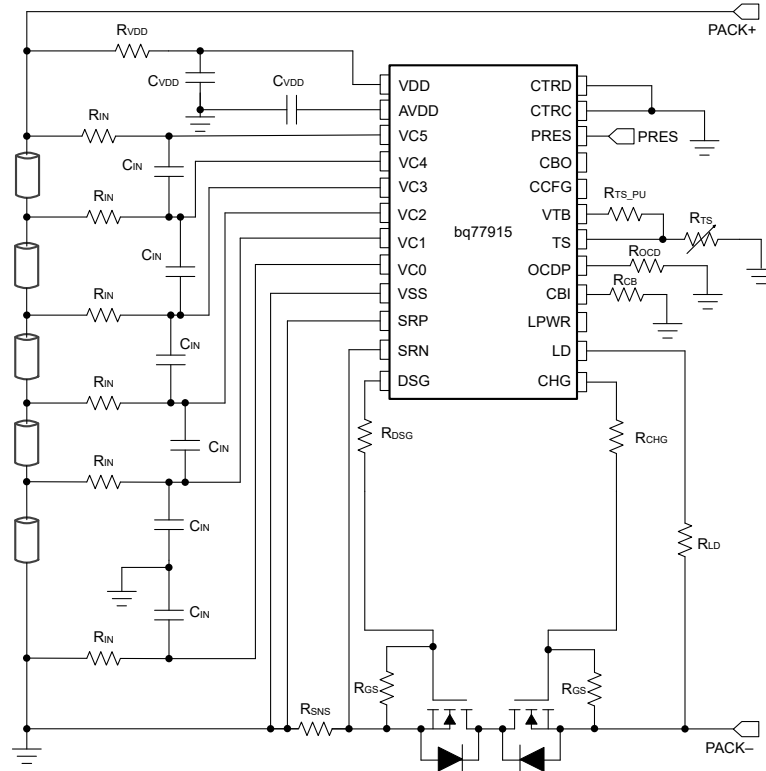 PACK+
RVDD
CVDD
CVDD
VDD
AVDD
VC5
VC4
VC3
VC2
VC1
VC0
VSS
SRP
SRN
DSG
bq77915
CTRD
CTRC
PRES
CBO
CCFG
VTB
TS
OCDP
CBI
LPWR
LD
CHG
PRES
RTS_PU
RTS
ROCD
RCB
RIN
CIN
RIN
CIN
RIN
CIN
RIN
CIN
RIN
CIN
CIN
RIN
RDSG
RCHG
RLD
RGS
RGS
RSNS
PACK–